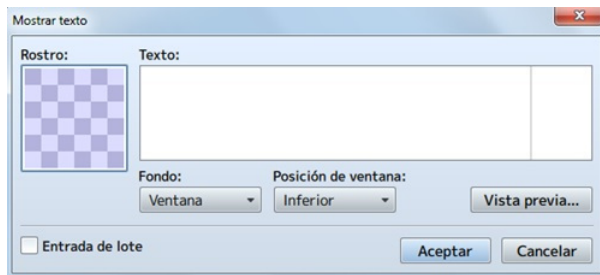 Mostrar texto
Rostro:
Texto:
Fondo:
Posición de ventana:
Ventana
Inferior
Vista previa...
Entrada de lote
Aceptar
Cancelar